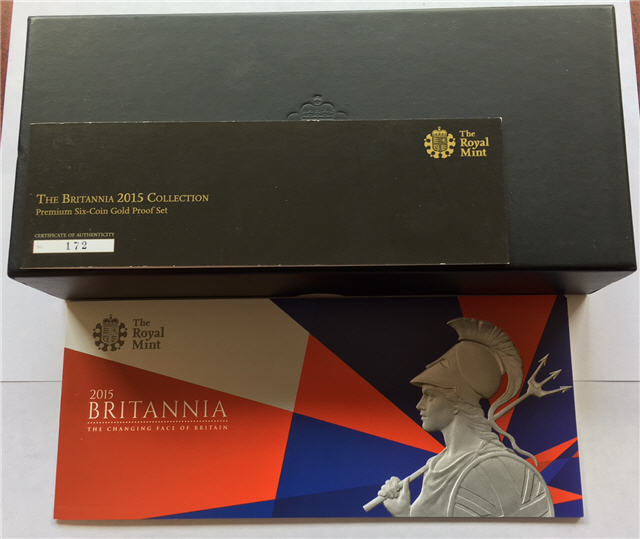 The
Royal
Mint
THE BRITANNIA 2015 COLLECTION
Premium Six-Coin Gold Proof Set
CERTIFICATE OF AUTHENTICITY
172
The
Royal
Mint
2015
BRITANNIA
THE CHANGING FACE OF BRITAIN